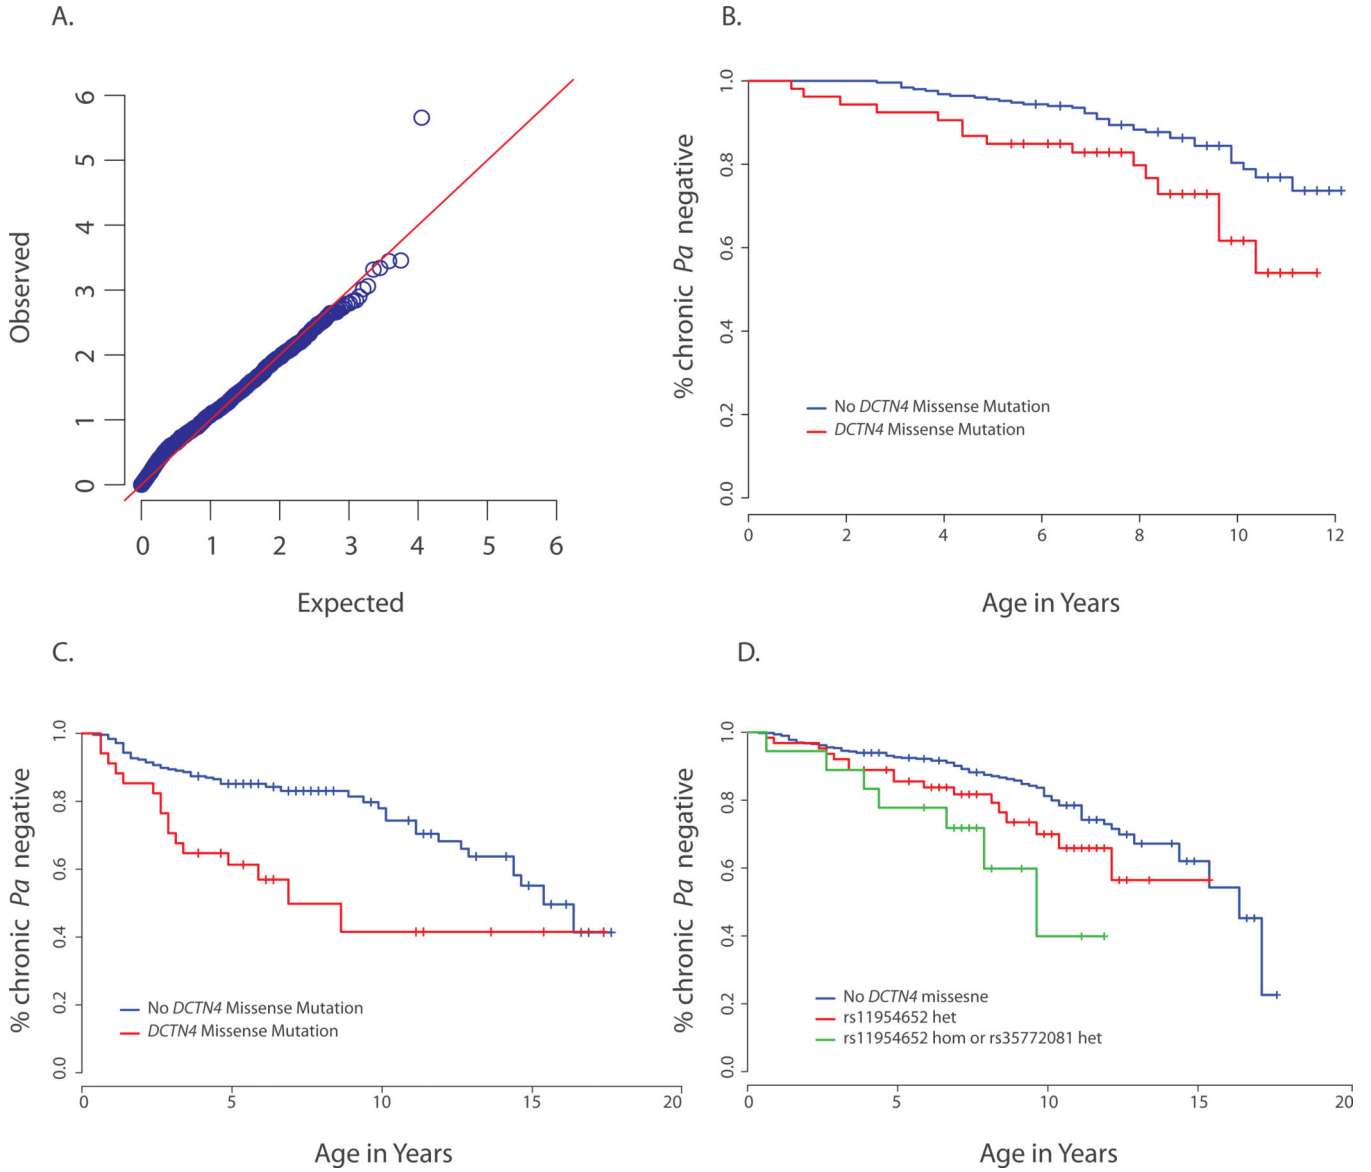 A.
6
5
4
3
2
1
0
Observed
0 1 2 3 4 5 6
Expected
B.
1.0
0.8
0.6
0.4
0.2
0.0
% chronic Pa negative
No DCTN4 Missense Mutation
DCTN4 Missense Mutation
0 2 4 6 8 10 12
Age in Years
C.
1.0
0.8
0.6
0.4
0.2
0.0
% chronic Pa negative
No DCTN4 Missense Mutation
DCTN4 Missense Mutation
0 5 10 15 20
Age in Years
D.
1.0
0.8
0.6
0.4
0.2
0.0
% chronic Pa negative
No DCTN4 missesne
rs11954652 het
rs11954652 hom or rs35772081 het
0 5 10 15 20
Age in Years